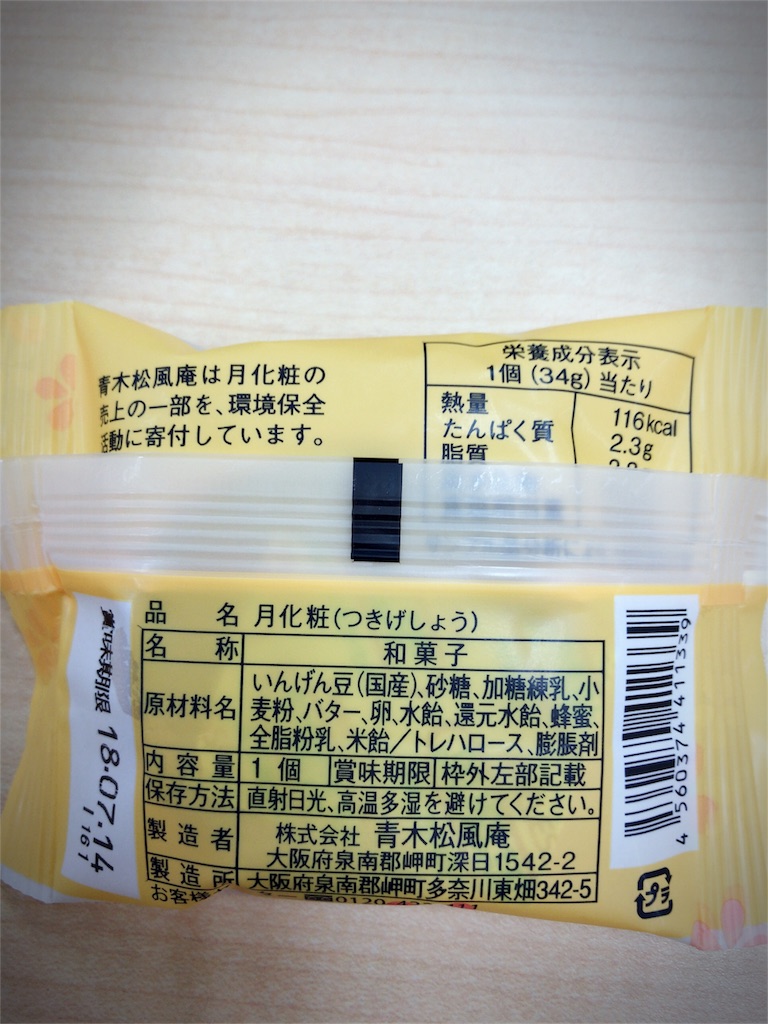 青木松風庵は月化粧の
売上の一部を、環境保全
活動に寄付しています。
栄養成分表示
1個 (34g) 当たり
熱量 116kcal
たんぱく質 2.3g
脂質
品名 月化粧(つきげしょう)
名称 和菓子
原材料名 いんげん豆(国産)、砂糖、加糖練乳、小
麦粉、バター、卵、水飴、還元水飴、蜂蜜、
全脂粉乳、米飴／トレハロース、膨脹剤
内容量 1個 賞味期限 枠外左部記載
保存方法 直射日光、高温多湿を避けてください。
製造者 株式会社 青木松風庵
大阪府泉南郡岬町深日1542-2
製造所 大阪府泉南郡岬町多奈川東畑342-5
お客様
賞味期限 18.07.14
1161
4560374411339
プラ